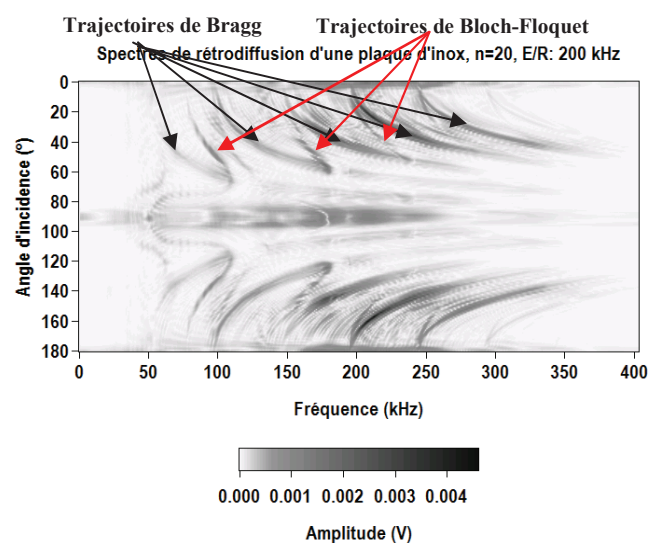 Trajectoires de Bragg Trajectoires de Bloch-Floquet
Spectres de rétrodiffusion d'une plaque d'inox, n=20, E/R: 200 kHz
0
20
40
60
80
100
120
140
160
180
Angle d'incidence (°)
0 50 100 150 200 250 300 350 400
Fréquence (kHz)
0.000 0.001 0.002 0.003 0.004
Amplitude (V)